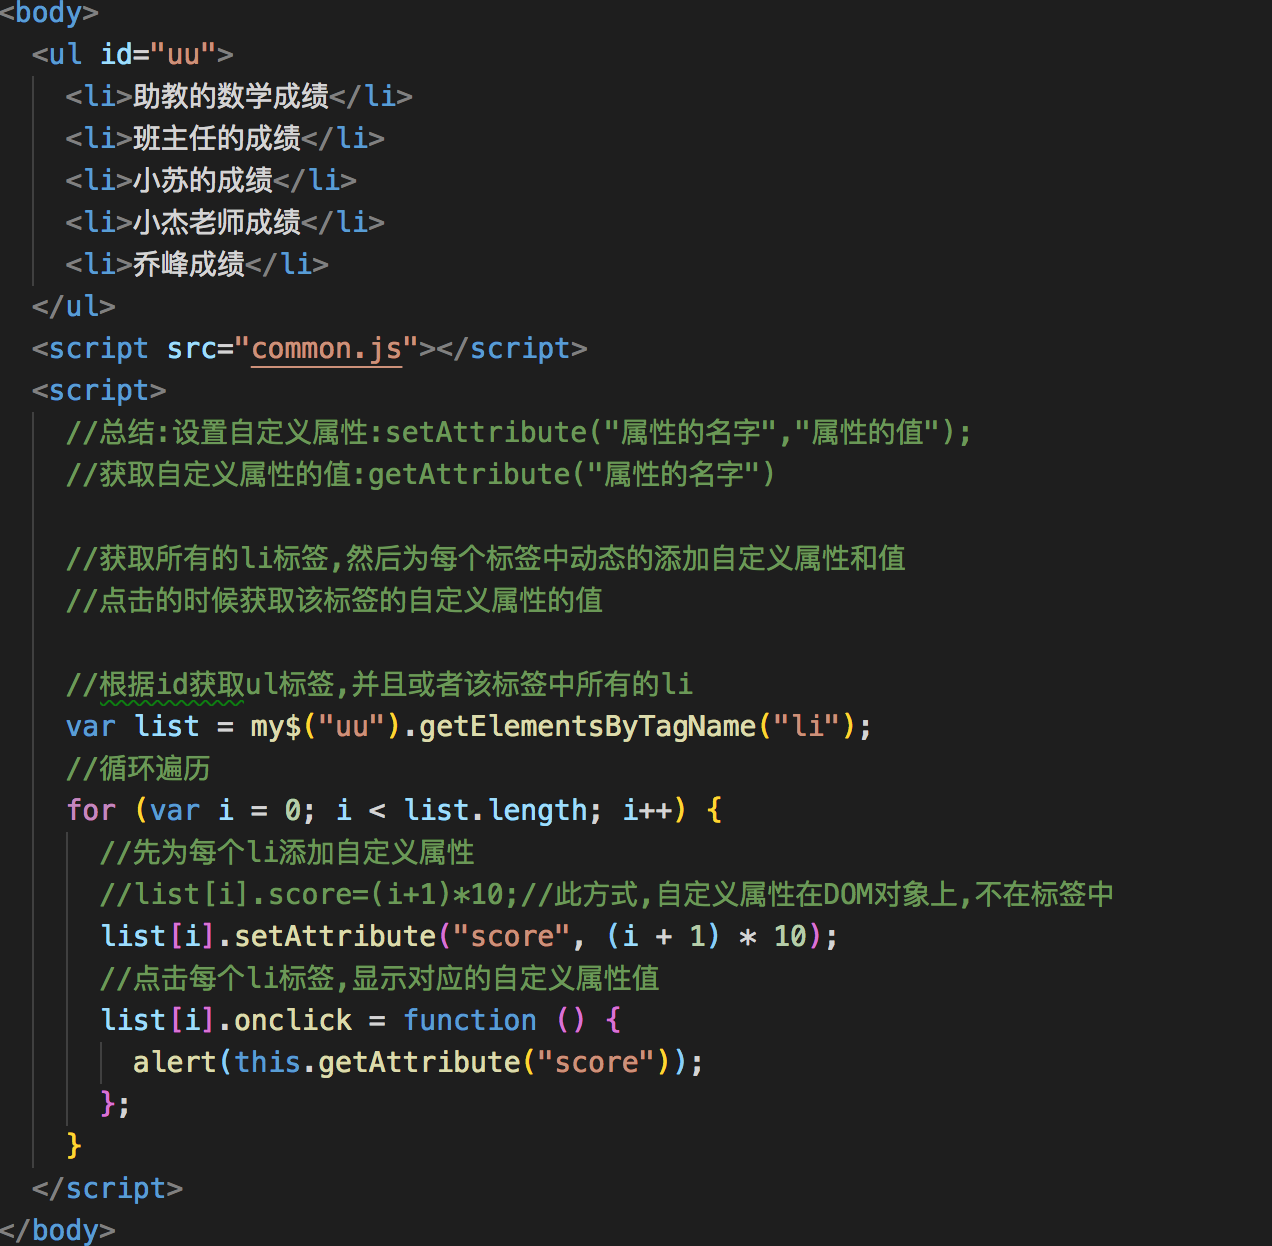 <body>
<ul id="uu">
<li>助教的数学成绩</li>
<li>班主任的成绩</li>
<li>小苏的成绩</li>
<li>小杰老师成绩</li>
<li>乔峰成绩</li>
</ul>
<script src="common.js"></script>
<script>
//总结:设置自定义属性:setAttribute("属性的名字","属性的值");
//获取自定义属性的值:getAttribute("属性的名字")
//获取所有的li标签,然后为每个标签中动态的添加自定义属性和值
//点击的时候获取该标签的自定义属性的值
//根据id获取ul标签,并且或者该标签中所有的li
var list = my$("uu").getElementsByTagName("li");
//循环遍历
for (var i = 0; i < list.length; i++) {
//先为每个li添加自定义属性
//list[i].score=(i+1)*10;//此方式,自定义属性在DOM对象上,不在标签中
list[i].setAttribute("score", (i + 1) * 10);
//点击每个li标签,显示对应的自定义属性值
list[i].onclick = function () {
alert(this.getAttribute("score"));
};
}
</script>
</body>